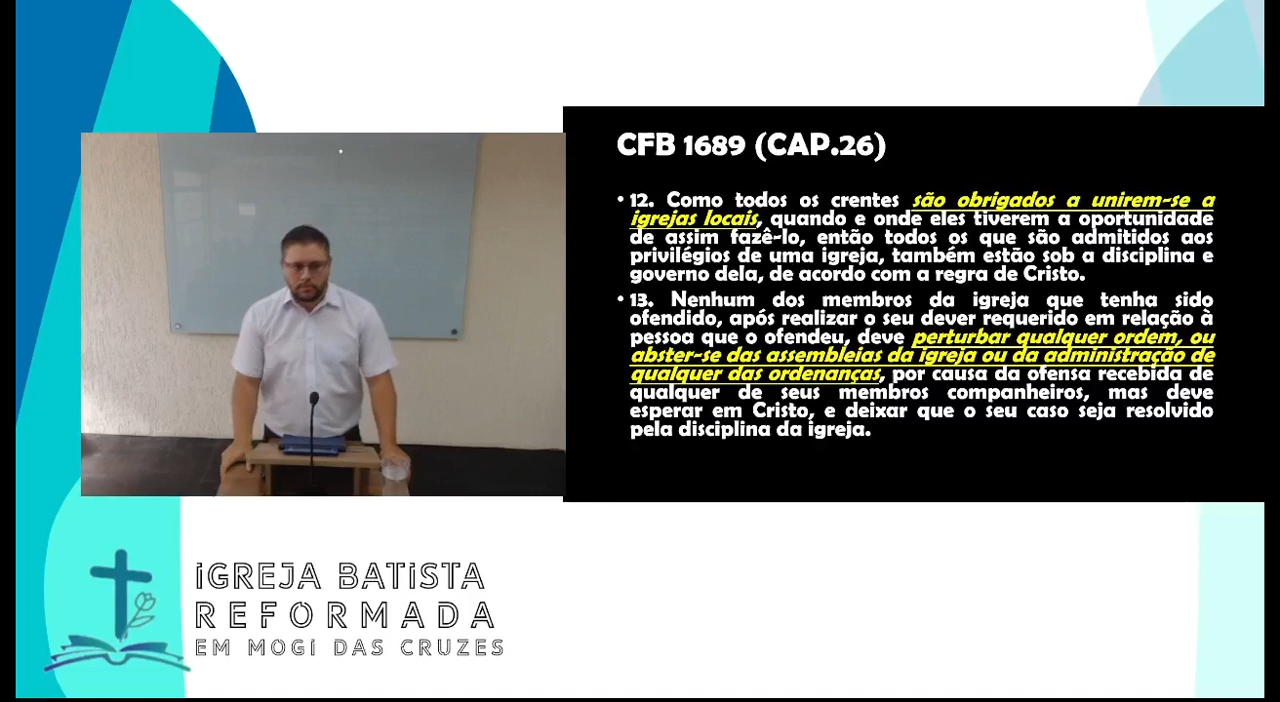 CFB 1689 (CAP.26)
• 12. Como todos os crentes são obrigados a unirem-se a
igrejas locais, quando e onde eles tiverem a oportunidade
de assim fazê-lo, então todos os que são admitidos aos
privilégios de uma igreja, também estão sob a disciplina e
governo dela, de acordo com a regra de Cristo.
• 13. Nenhum dos membros da igreja que tenha sido
ofendido, após realizar o seu dever requerido em relação à
pessoa que o ofendeu, deve perturbar qualquer ordem, ou
abster-se das assembleias da igreja ou da administração de
qualquer das ordenanças, por causa da ofensa recebida de
qualquer de seus membros companheiros, mas deve
esperar em Cristo, e deixar que o seu caso seja resolvido
pela disciplina da igreja.
IGREJA BATISTA
REFORMADA
EM MOGI DAS CRUZES